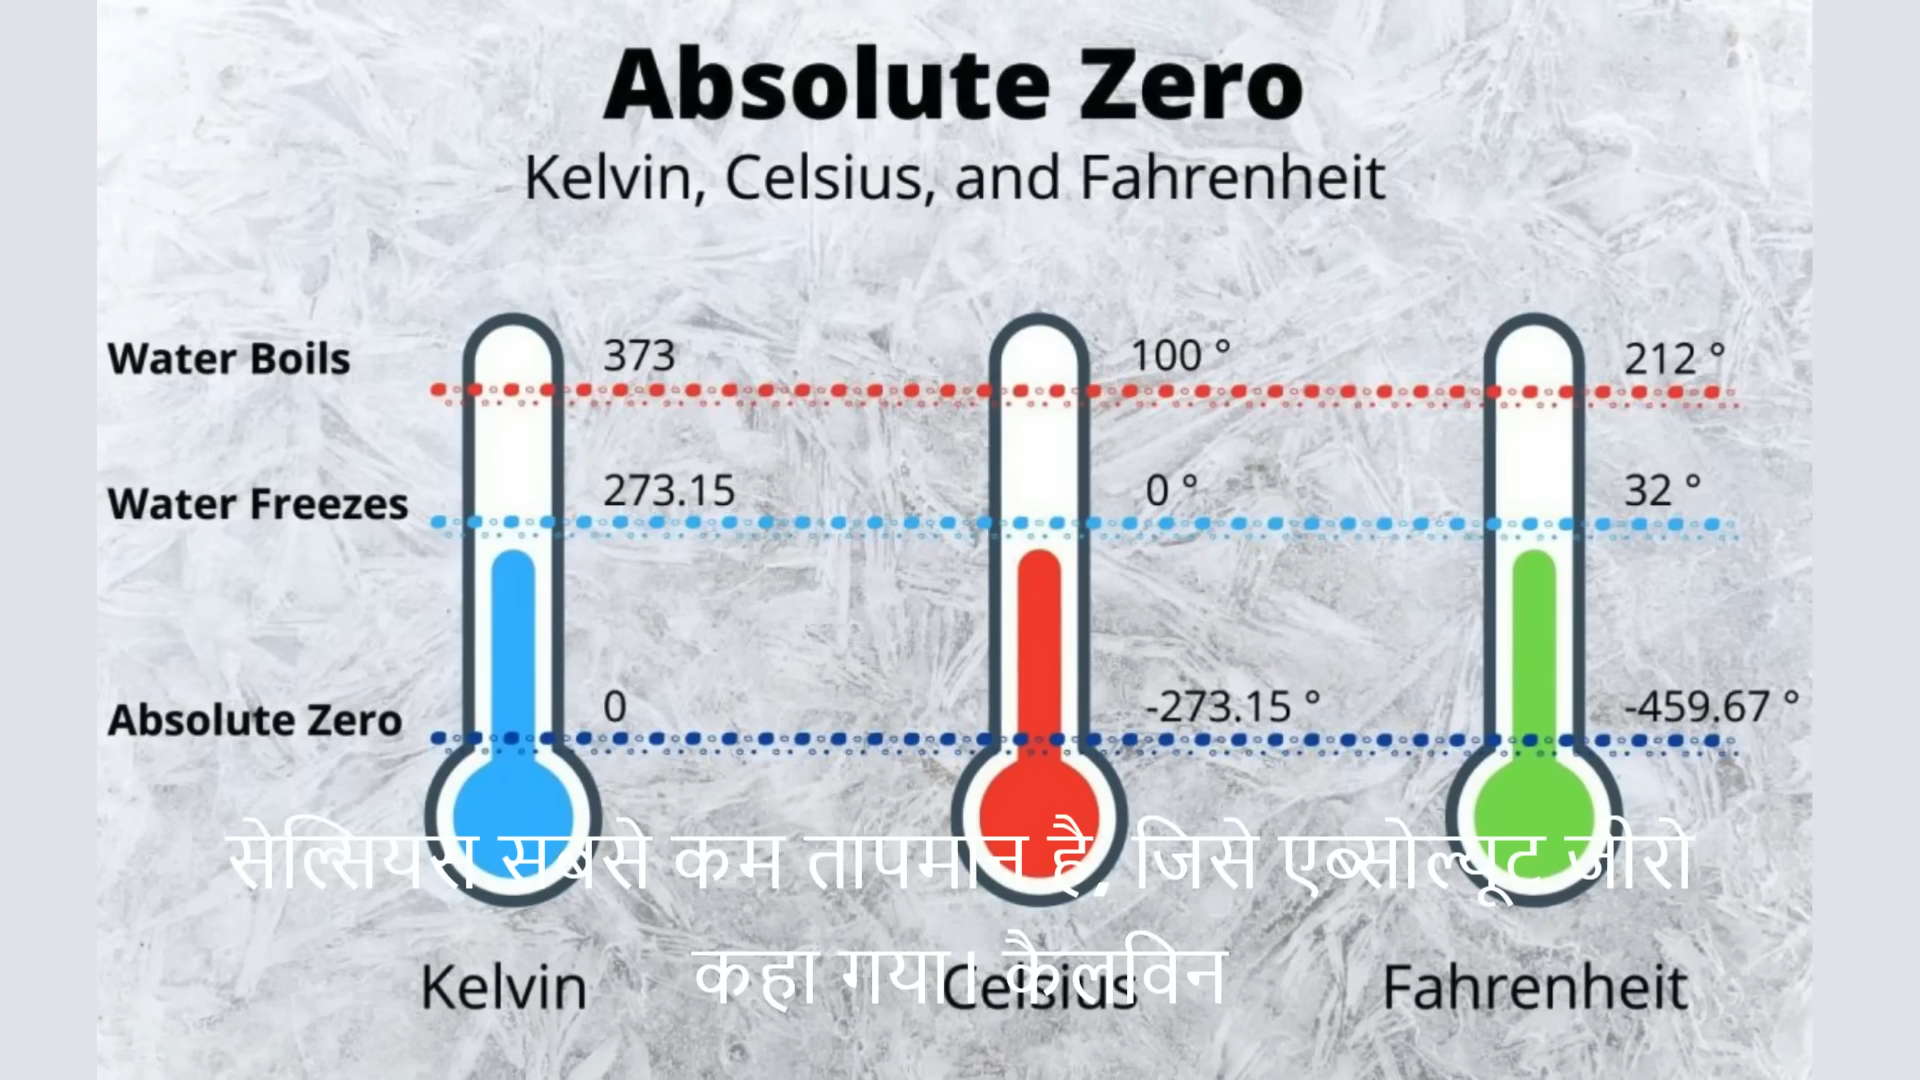 Absolute Zero
Kelvin, Celsius, and Fahrenheit
Water Boils 373 100 ° 212 °
Water Freezes 273.15 0 ° 32 °
Absolute Zero 0 -273.15 ° -459.67 °
सेल्सियस सबसे कम तापमान है, जिसे एब्सोल्यूट जीरो
कहा गया। कैलविन
Kelvin Celsius Fahrenheit